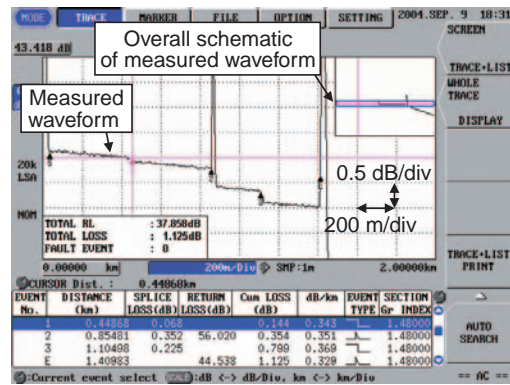 MODE TRACE MARKER FILE OPTION SETTING 2004.SEP. 9 18:31
SCREEN
43.418 dB
Overall schematic
of measured waveform
TRACE+LIST
WHOLE
TRACE
DISPLAY
Measured
waveform
S
2
3
E
20k
LSA
0.5 dB/div
NOM
200 m/div
TOTAL RL :37.858dB
TOTAL LOSS : 1.125dB
FAULT EVENT : 0
TRACE+LIST
PRINT
0.00000 km 200m/Div SMP:1m 2.00000km
CURSOR Dist. : 0.44868km
EVENT DISTANCE SPLICE RETURN Cum LOSS dB/km EVENT SECTION
No. (km) LOSS(dB) LOSS(dB) (dB) TYPE Gr INDEX
1 0.44868 0.068 0.144 0.343 1.48000
2 0.85481 0.352 56.020 0.354 0.351 1.48000
3 1.10498 0.225 0.799 0.369 1.48000
E 1.40983 44.538 1.125 0.329 1.48000
AUTO
SEARCH
:Current event select SCALE:dB <-> dB/Div, km <-> km/Div == AC ==